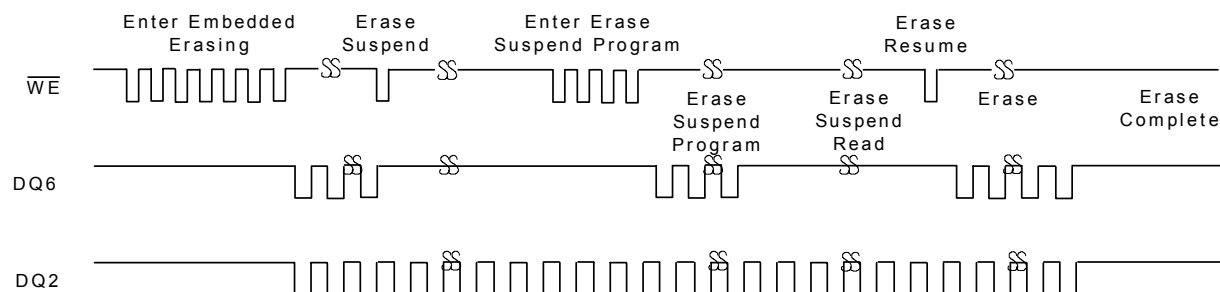 Enter Embedded
Erasing
Erase
Suspend
Enter Erase
Suspend Program
Erase
Resume
WE
Erase
Suspend
Program
Erase
Suspend
Read
Erase
Erase
Complete
DQ6
DQ2